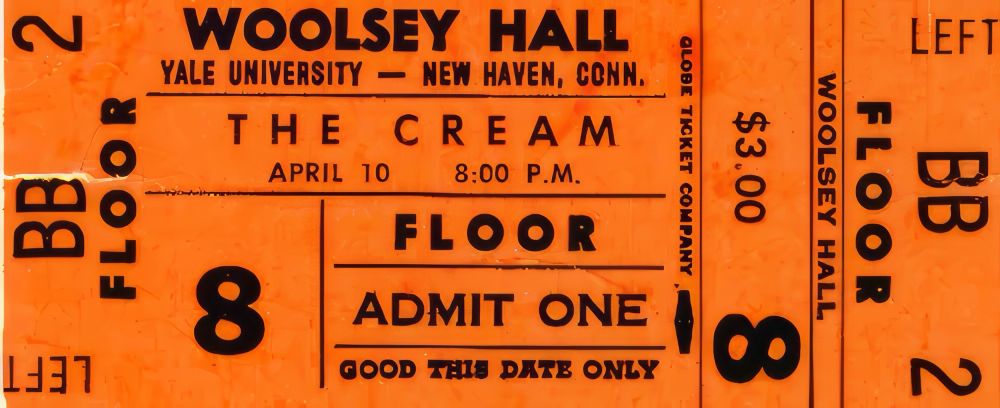 2
BB
FLOOR
LEFT
WOOLSEY HALL
YALE UNIVERSITY — NEW HAVEN, CONN.
THE CREAM
APRIL 10 8:00 P.M.
8
FLOOR
ADMIT ONE
GOOD THIS DATE ONLY
GLOBE TICKET COMPANY
$3.00
8
WOOLSEY HALL
FLOOR
LEFT
BB
2